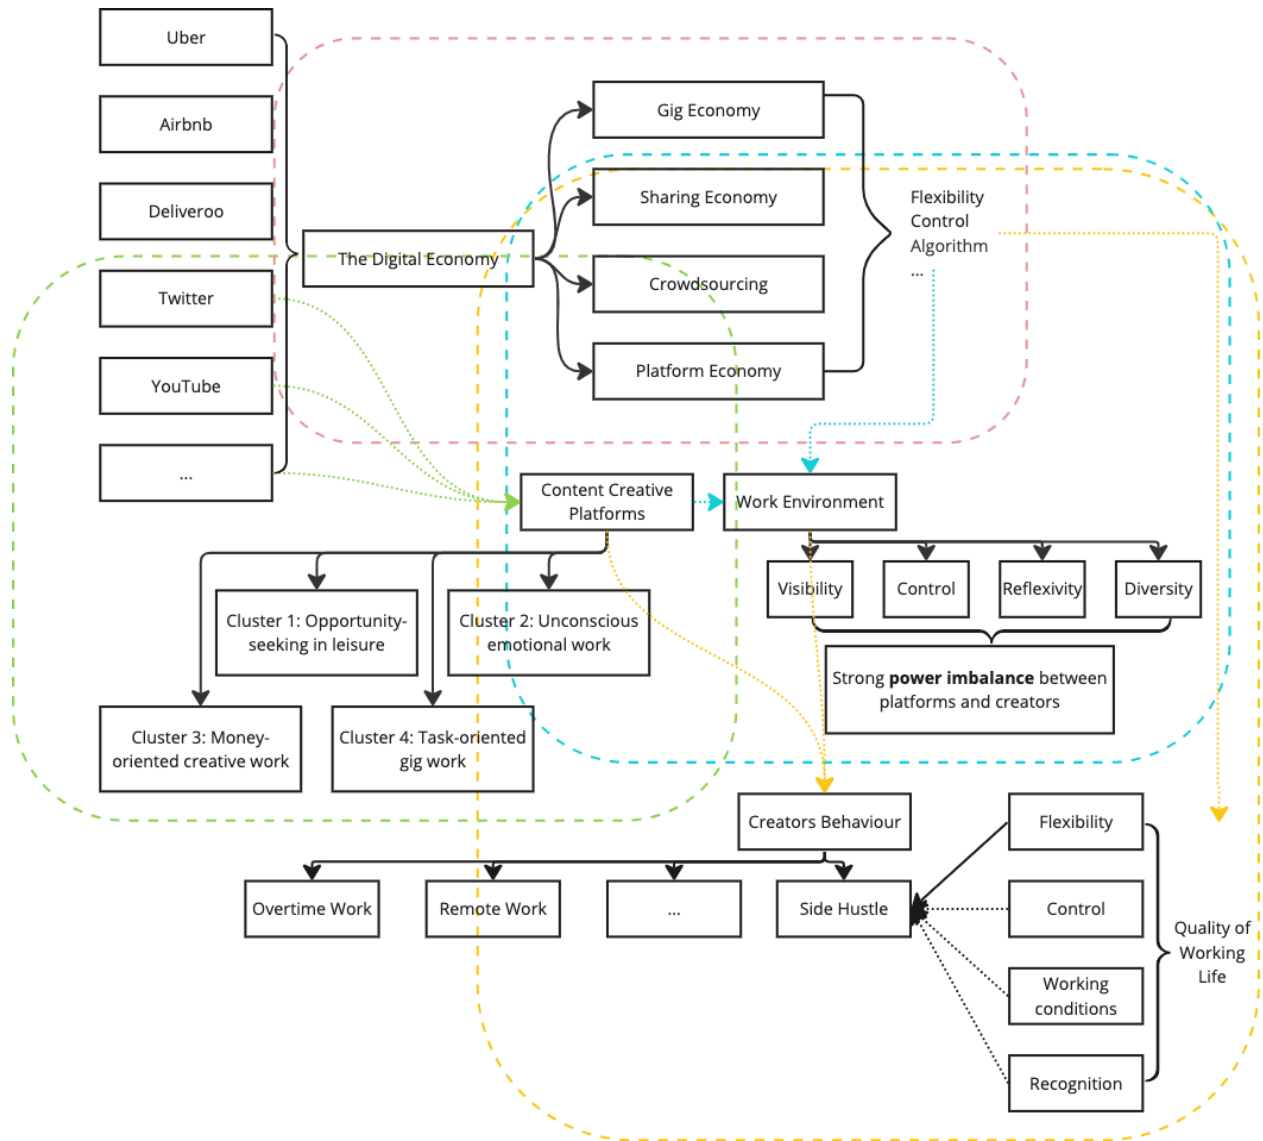 Uber
Airbnb
Deliveroo
Twitter
YouTube
...
The Digital Economy
Gig Economy
Sharing Economy
Crowdsourcing
Platform Economy
Flexibility
Control
Algorithm
...
Content Creative
Platforms
Work Environment
Cluster 1: Opportunity-
seeking in leisure
Cluster 2: Unconscious
emotional work
Cluster 3: Money-
oriented creative work
Cluster 4: Task-oriented
gig work
Visibility
Control
Reflexivity
Diversity
Strong power imbalance between
platforms and creators
Creators Behaviour
Overtime Work
Remote Work
...
Side Hustle
Flexibility
Control
Working
conditions
Recognition
Quality of
Working
Life